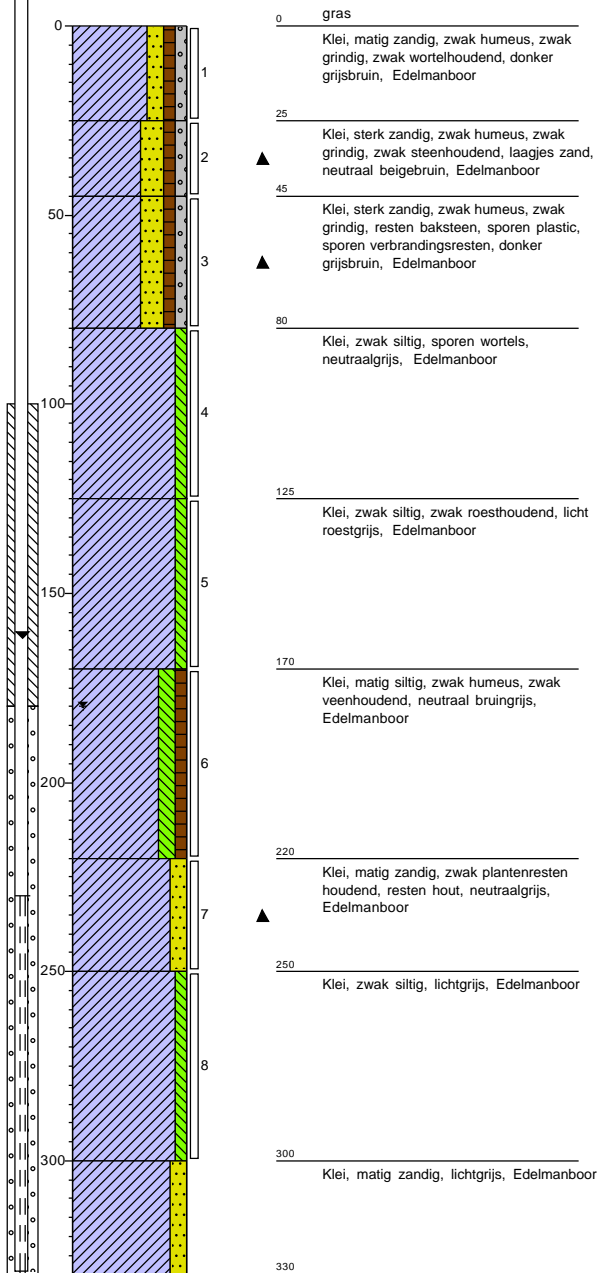 0
gras
0
Klei, matig zandig, zwak humeus, zwak
grindig, zwak wortelhoudend, donker
grijsbruin, Edelmanboor
1
25
Klei, sterk zandig, zwak humeus, zwak
grindig, zwak steenhoudend, laagjes zand,
neutraal beigebruin, Edelmanboor
2
45
50
Klei, sterk zandig, zwak humeus, zwak
grindig, resten baksteen, sporen plastic,
sporen verbrandingsresten, donker
grijsbruin, Edelmanboor
3
80
Klei, zwak siltig, sporen wortels,
neutraalgrijs, Edelmanboor
100
4
125
Klei, zwak siltig, zwak roesthoudend, licht
roestgrijs, Edelmanboor
5
150
170
Klei, matig siltig, zwak humeus, zwak
veenhoudend, neutraal bruingrijs,
Edelmanboor
6
200
220
Klei, matig zandig, zwak plantenresten
houdend, resten hout, neutraalgrijs,
Edelmanboor
7
250
250
Klei, zwak siltig, lichtgrijs, Edelmanboor
8
300
300
Klei, matig zandig, lichtgrijs, Edelmanboor
330